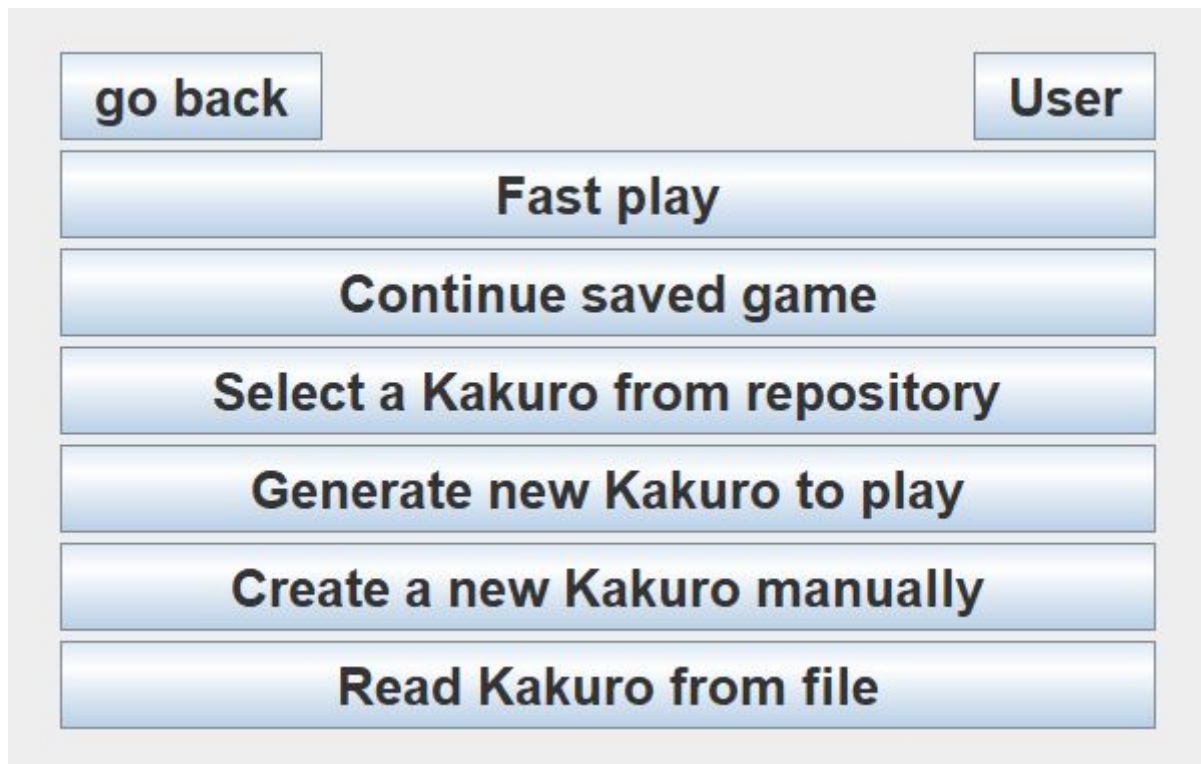 go back
User
Fast play
Continue saved game
Select a Kakuro from repository
Generate new Kakuro to play
Create a new Kakuro manually
Read Kakuro from file